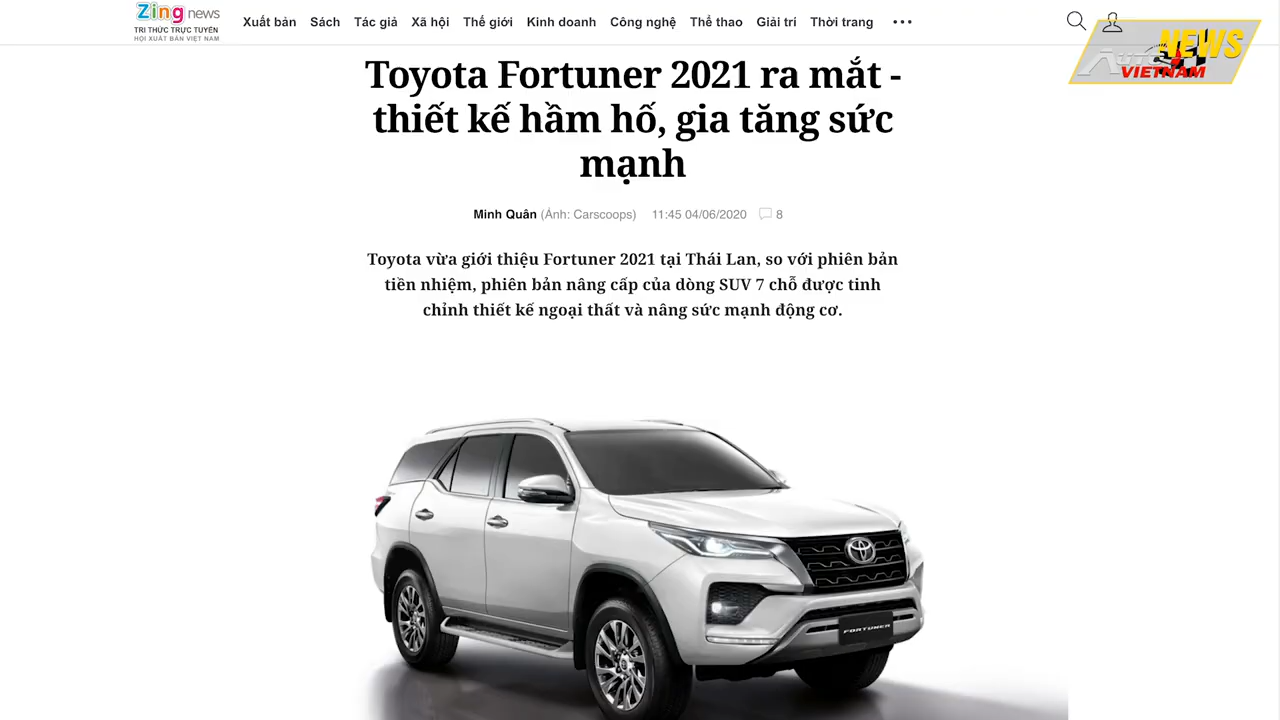 Zing news
TRI THỨC TRỰC TUYẾN
HỘI XUẤT BẢN VIỆT NAM
Xuất bản Sách Tác giả Xã hội Thế giới Kinh doanh Công nghệ Thể thao Giải trí Thời trang
Auto NEWS
VIETNAM
Toyota Fortuner 2021 ra mắt -
thiết kế hầm hố, gia tăng sức
mạnh
Minh Quân (Ảnh: Carscoops) 11:45 04/06/2020 8
Toyota vừa giới thiệu Fortuner 2021 tại Thái Lan, so với phiên bản
tiền nhiệm, phiên bản nâng cấp của dòng SUV 7 chỗ được tinh
chỉnh thiết kế ngoại thất và nâng sức mạnh động cơ.
FORTUNER